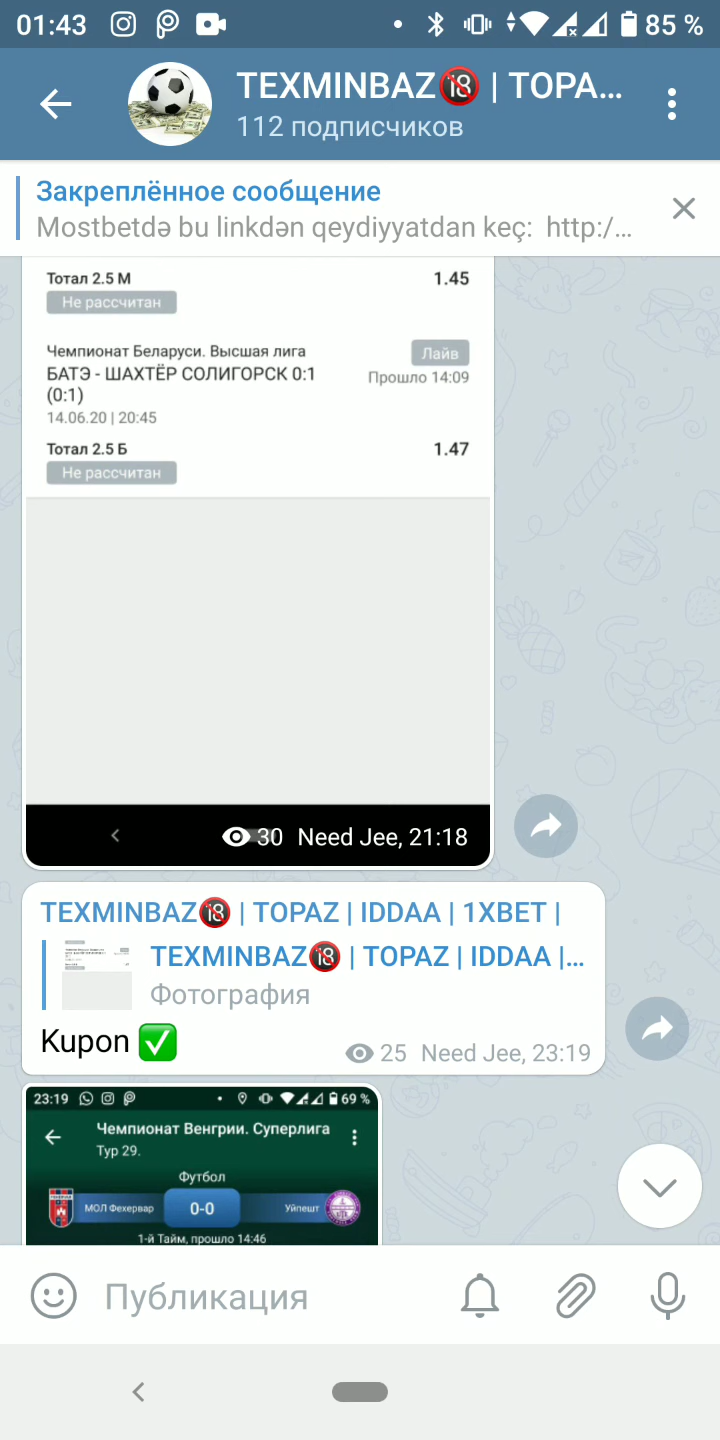 01:43
85 %
TEXMINBAZ🔞 | TOPA...
112 подписчиков
Закреплённое сообщение
Mostbetdə bu linkdən qeydiyyatdan keç: http:/...
Тотал 2.5 М 1.45
Не рассчитан
Чемпионат Беларуси. Высшая лига Лайв
БАТЭ - ШАХТЁР СОЛИГОРСК 0:1 Прошло 14:09
(0:1)
14.06.20 | 20:45
Тотал 2.5 Б 1.47
Не рассчитан
30 Need Jee, 21:18
TEXMINBAZ🔞 | TOPAZ | IDDAA | 1XBET |
TEXMINBAZ🔞 | TOPAZ | IDDAA |...
Фотография
Kupon ✅
25 Need Jee, 23:19
23:19 69 %
Чемпионат Венгрии. Суперлига
Тур 29.
Футбол
МОЛ Фехервар 0-0 Уйпешт
1-й Тайм, прошло 14:46
Публикация